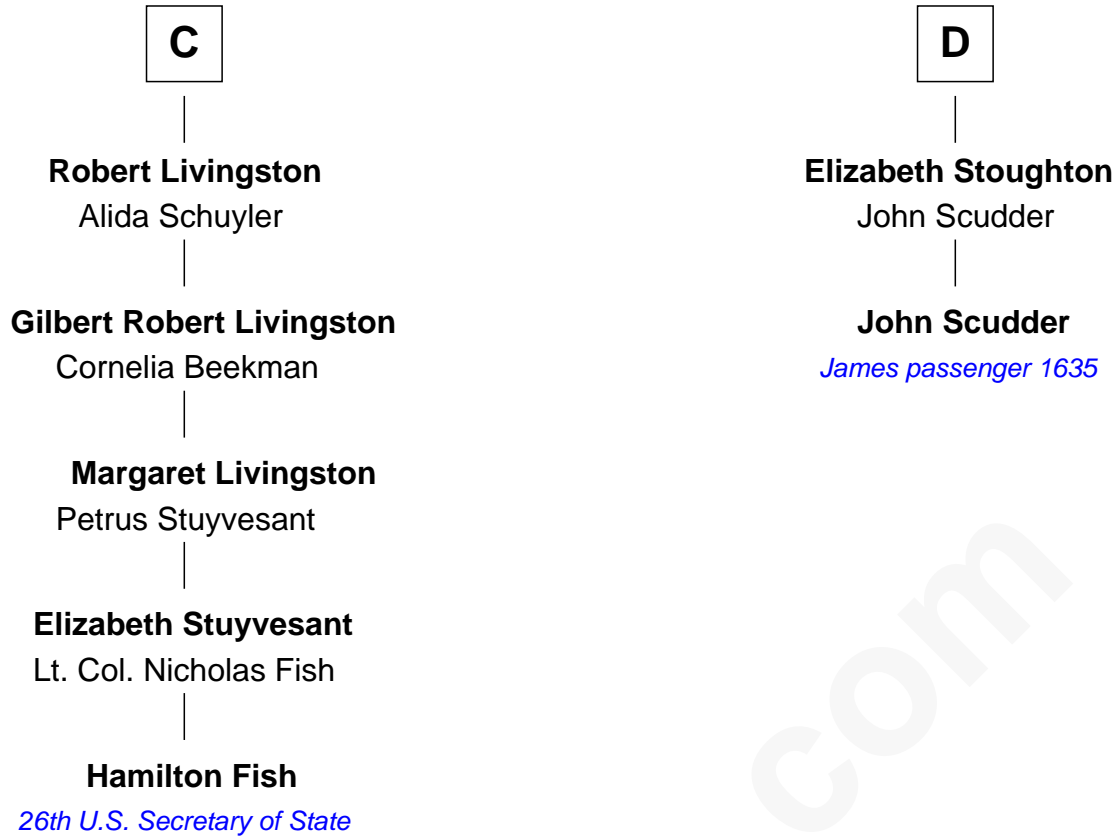 C
Robert Livingston
Alida Schuyler
Gilbert Robert Livingston
Cornelia Beekman
Margaret Livingston
Petrus Stuyvesant
Elizabeth Stuyvesant
Lt. Col. Nicholas Fish
Hamilton Fish
26th U.S. Secretary of State
D
Elizabeth Stoughton
John Scudder
John Scudder
James passenger 1635
com